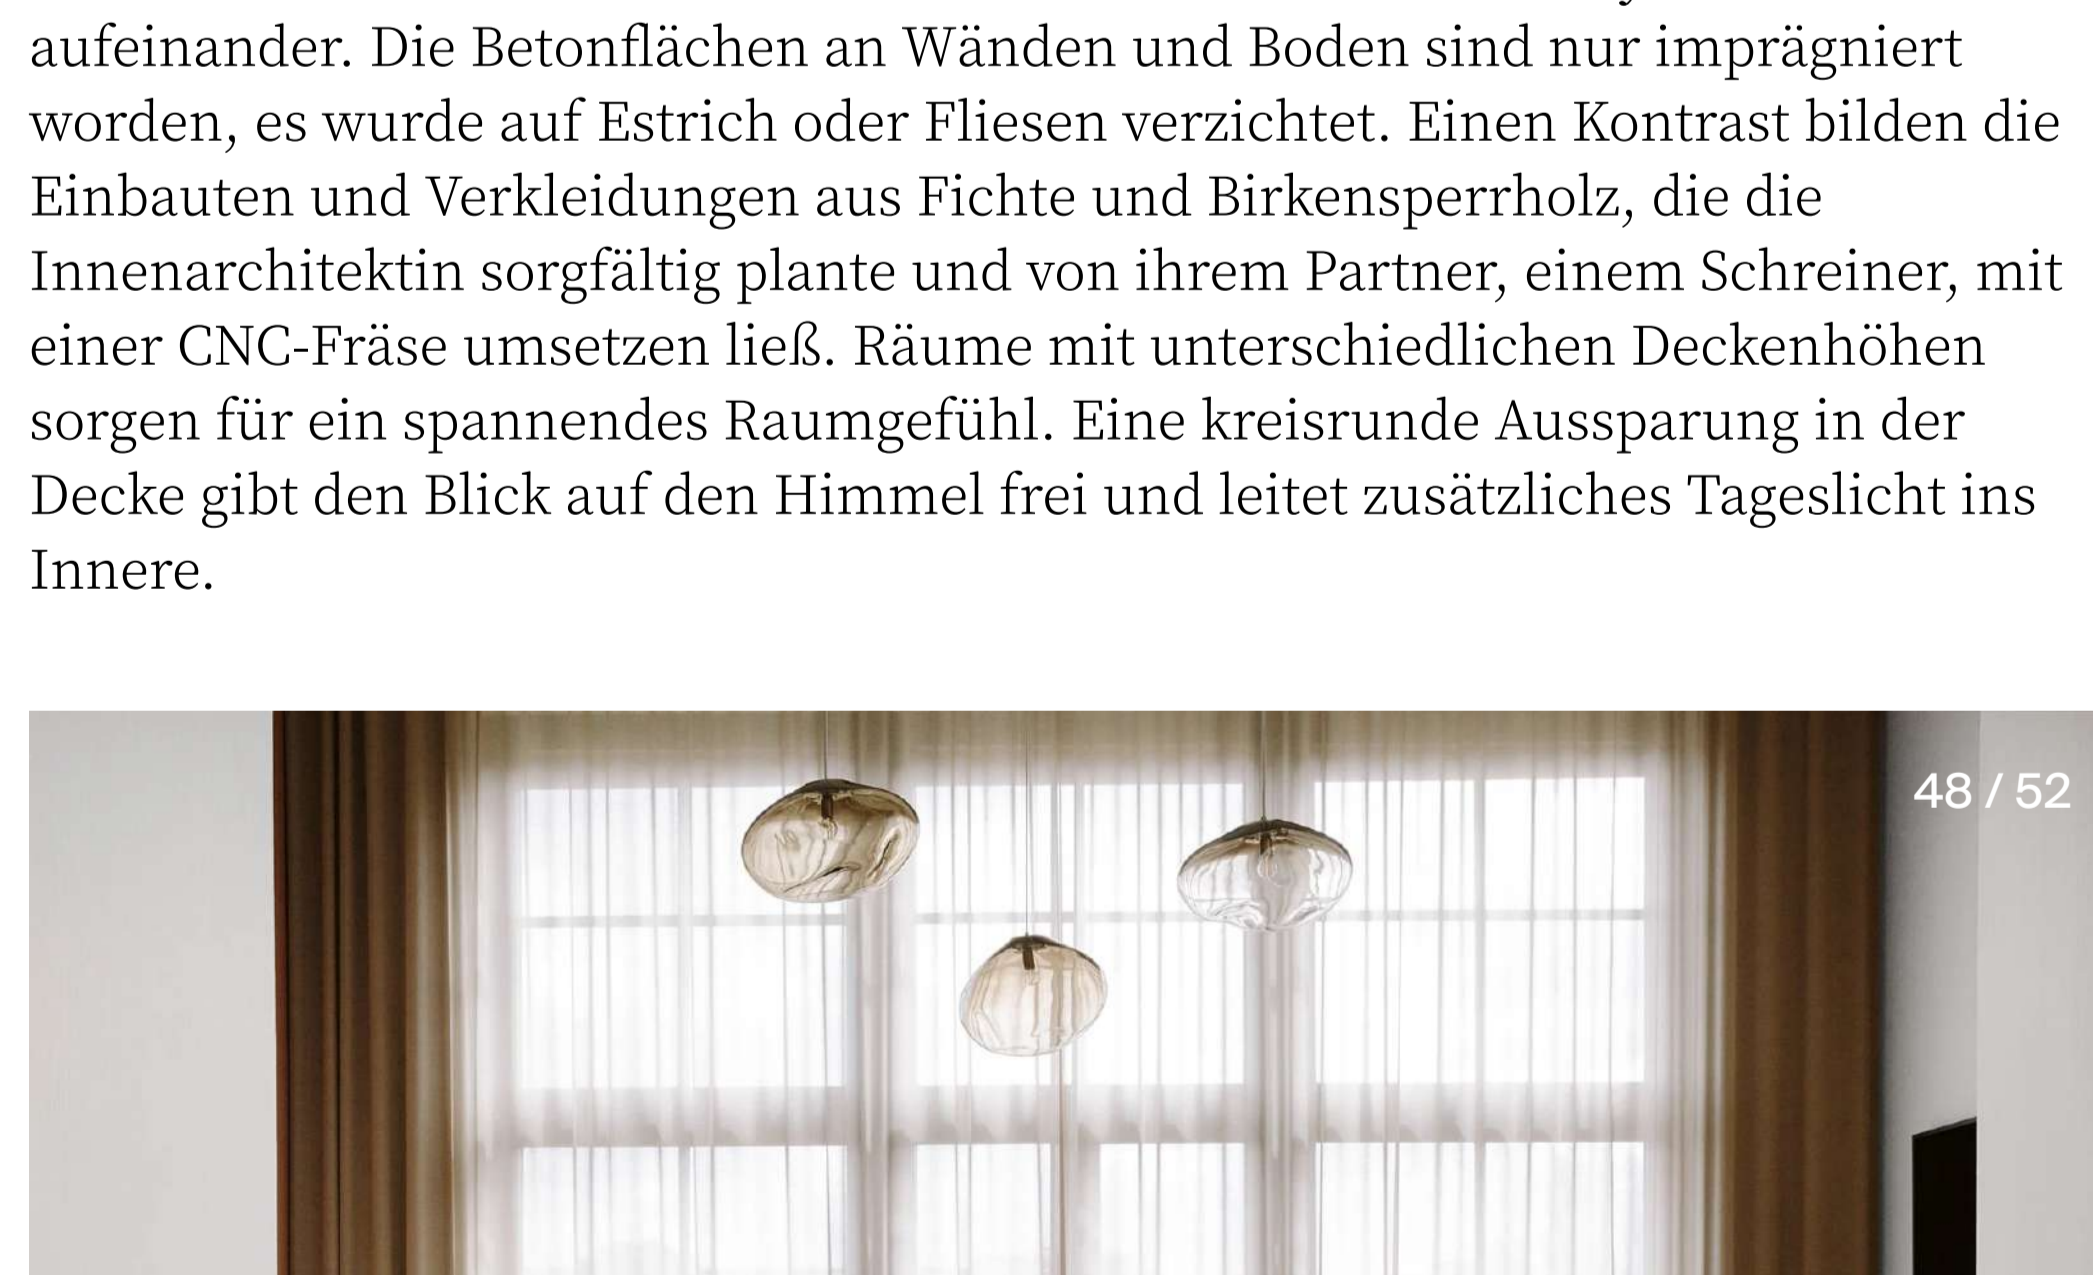 aufeinander. Die Betonflächen an Wänden und Boden sind nur imprägniert
worden, es wurde auf Estrich oder Fliesen verzichtet. Einen Kontrast bilden die
Einbauten und Verkleidungen aus Fichte und Birkensperrholz, die die
Innenarchitektin sorgfältig plante und von ihrem Partner, einem Schreiner, mit
einer CNC-Fräse umsetzen ließ. Räume mit unterschiedlichen Deckenhöhen
sorgen für ein spannendes Raumgefühl. Eine kreisrunde Aussparung in der
Decke gibt den Blick auf den Himmel frei und leitet zusätzliches Tageslicht ins
Innere.
48 / 52